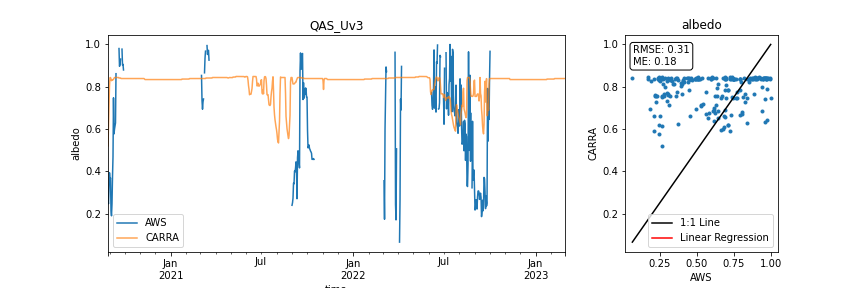 QAS_Uv3
albedo
1.0
0.8
0.6
0.4
0.2
AWS
CARRA
Jan
2021
Jul
Jan
2022
Jul
Jan
2023
time
albedo
CARRA
1.0
0.8
0.6
0.4
0.2
RMSE: 0.31
ME: 0.18
1:1 Line
Linear Regression
0.25
0.50
0.75
1.00
AWS